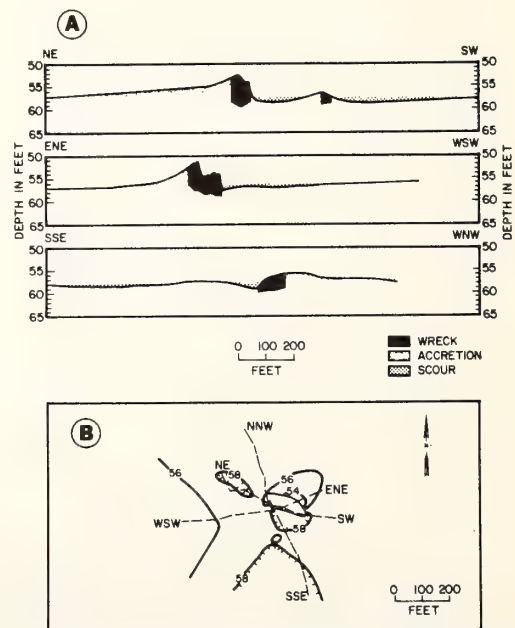 A
NE SW
50 50
55 55
60 60
65 65
ENE WSW
50 50
55 55
60 60
65 65
SSE WNW
50 50
55 55
60 60
65 65
DEPTH IN FEET
DEPTH IN FEET
0 100 200
FEET
WRECK
ACCRETION
SCOUR
B
NNW
56
NE
58
56
54
ENE
WSW
SW
58
58
SSE
0 100 200
FEET